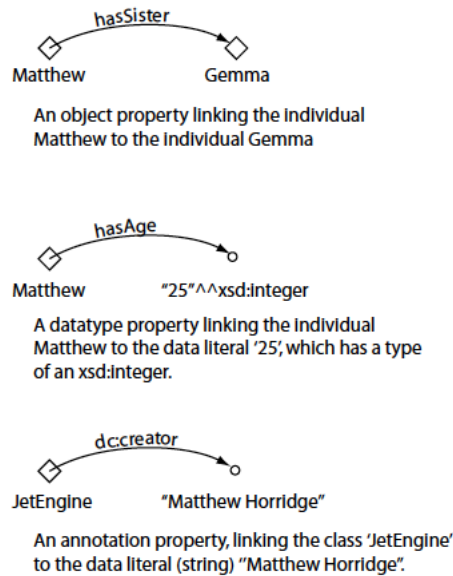 hasSister
Matthew Gemma
An object property linking the individual
Matthew to the individual Gemma
hasAge
Matthew "25"^^xsd:integer
A datatype property linking the individual
Matthew to the data literal '25', which has a type
of an xsd:integer.
dc:creator
JetEngine "Matthew Horridge"
An annotation property, linking the class 'JetEngine'
to the data literal (string) "Matthew Horridge".